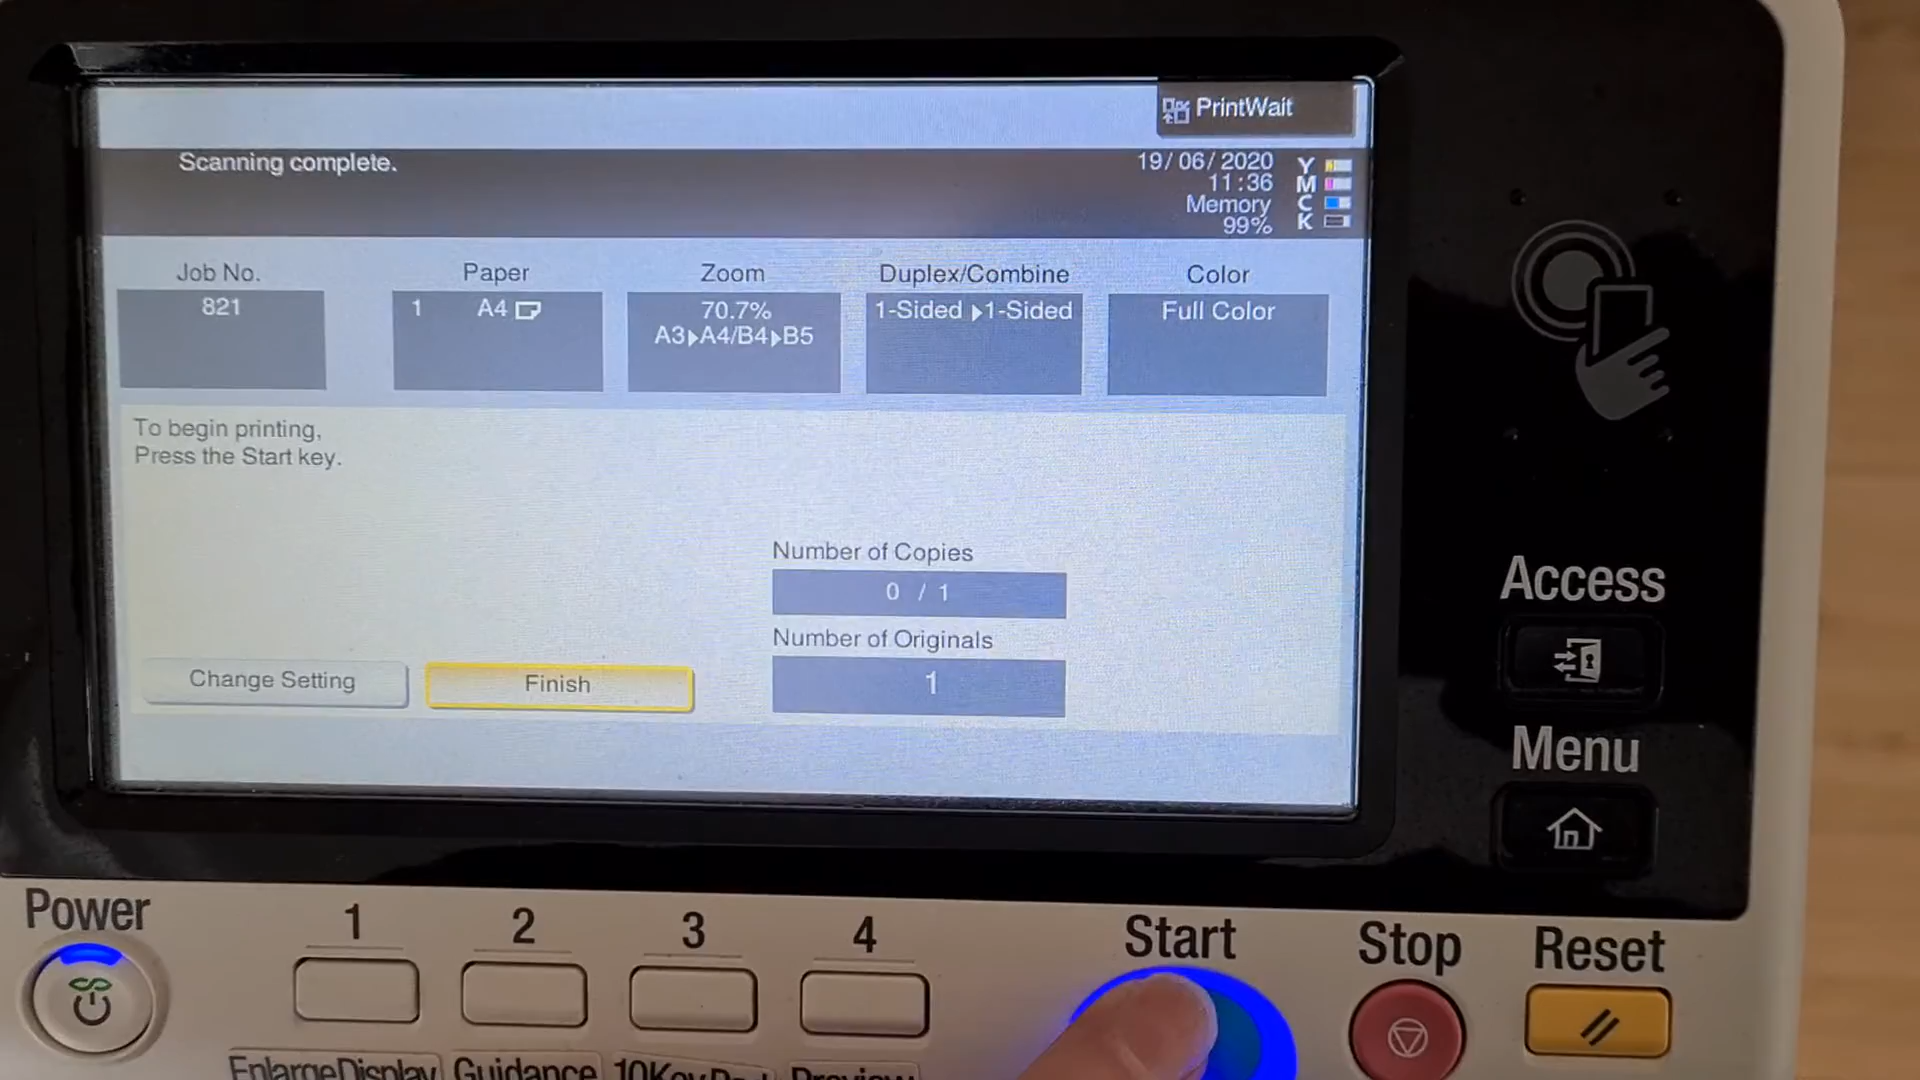 PrintWait
Scanning complete.
19/06/2020
11:36
Memory
99%
Y
M
C
K
Job No.
821
Paper
1 A4
Zoom
70.7%
A3▶A4/B4▶B5
Duplex/Combine
1-Sided ▶1-Sided
Color
Full Color
To begin printing,
Press the Start key.
Number of Copies
0 / 1
Number of Originals
1
Change Setting
Finish
Access
Menu
Power
1
2
3
4
Start
Stop
Reset
EnlargeDisplay
Guidance
10Key
Preview